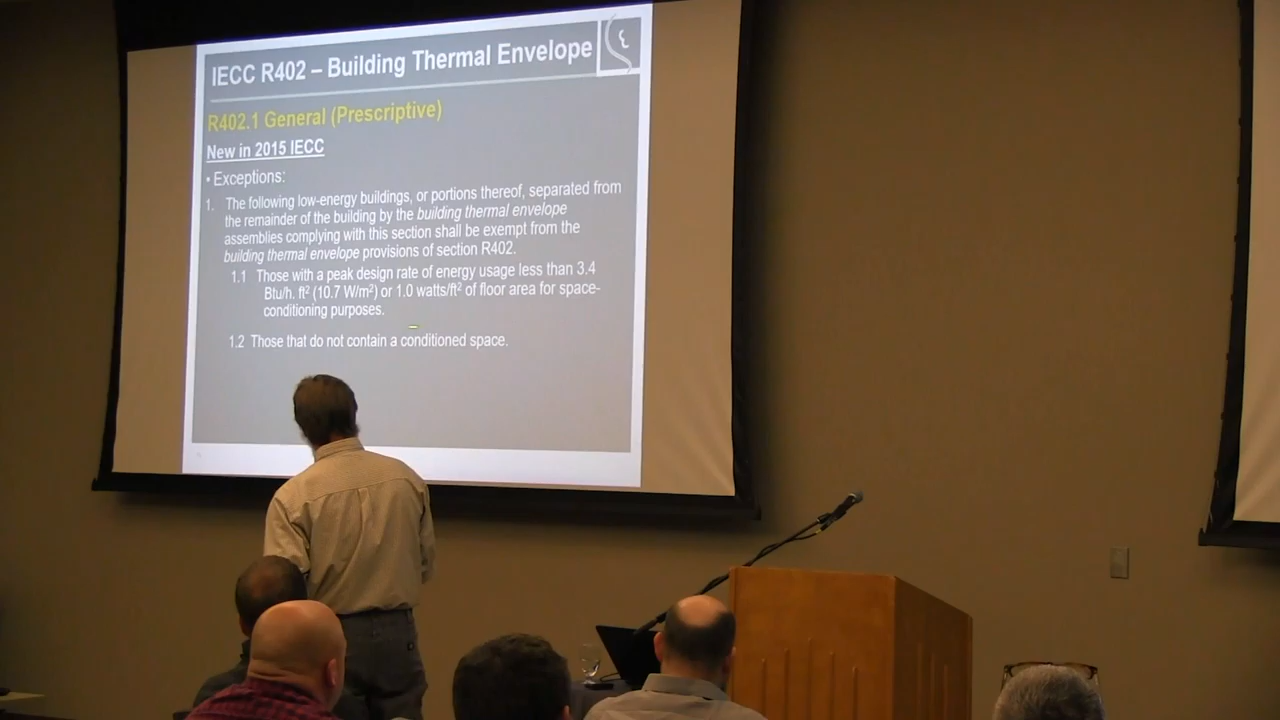 IECC R402 – Building Thermal Envelope
R402.1 General (Prescriptive)
New in 2015 IECC
▪ Exceptions:
1. The following low-energy buildings, or portions thereof, separated from
the remainder of the building by the building thermal envelope
assemblies complying with this section shall be exempt from the
building thermal envelope provisions of section R402.
1.1 Those with a peak design rate of energy usage less than 3.4
Btu/h. ft² (10.7 W/m²) or 1.0 watts/ft² of floor area for space-
conditioning purposes.
1.2 Those that do not contain a conditioned space.